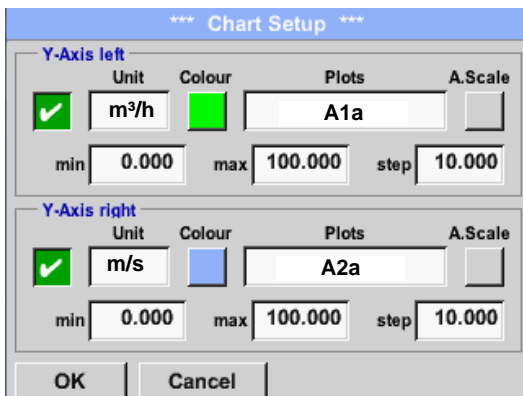 *** Chart Setup ***
Y-Axis left
Unit Colour Plots A.Scale
m³/h A1a
min 0.000 max 100.000 step 10.000
Y-Axis right
Unit Colour Plots A.Scale
m/s A2a
min 0.000 max 100.000 step 10.000
OK Cancel